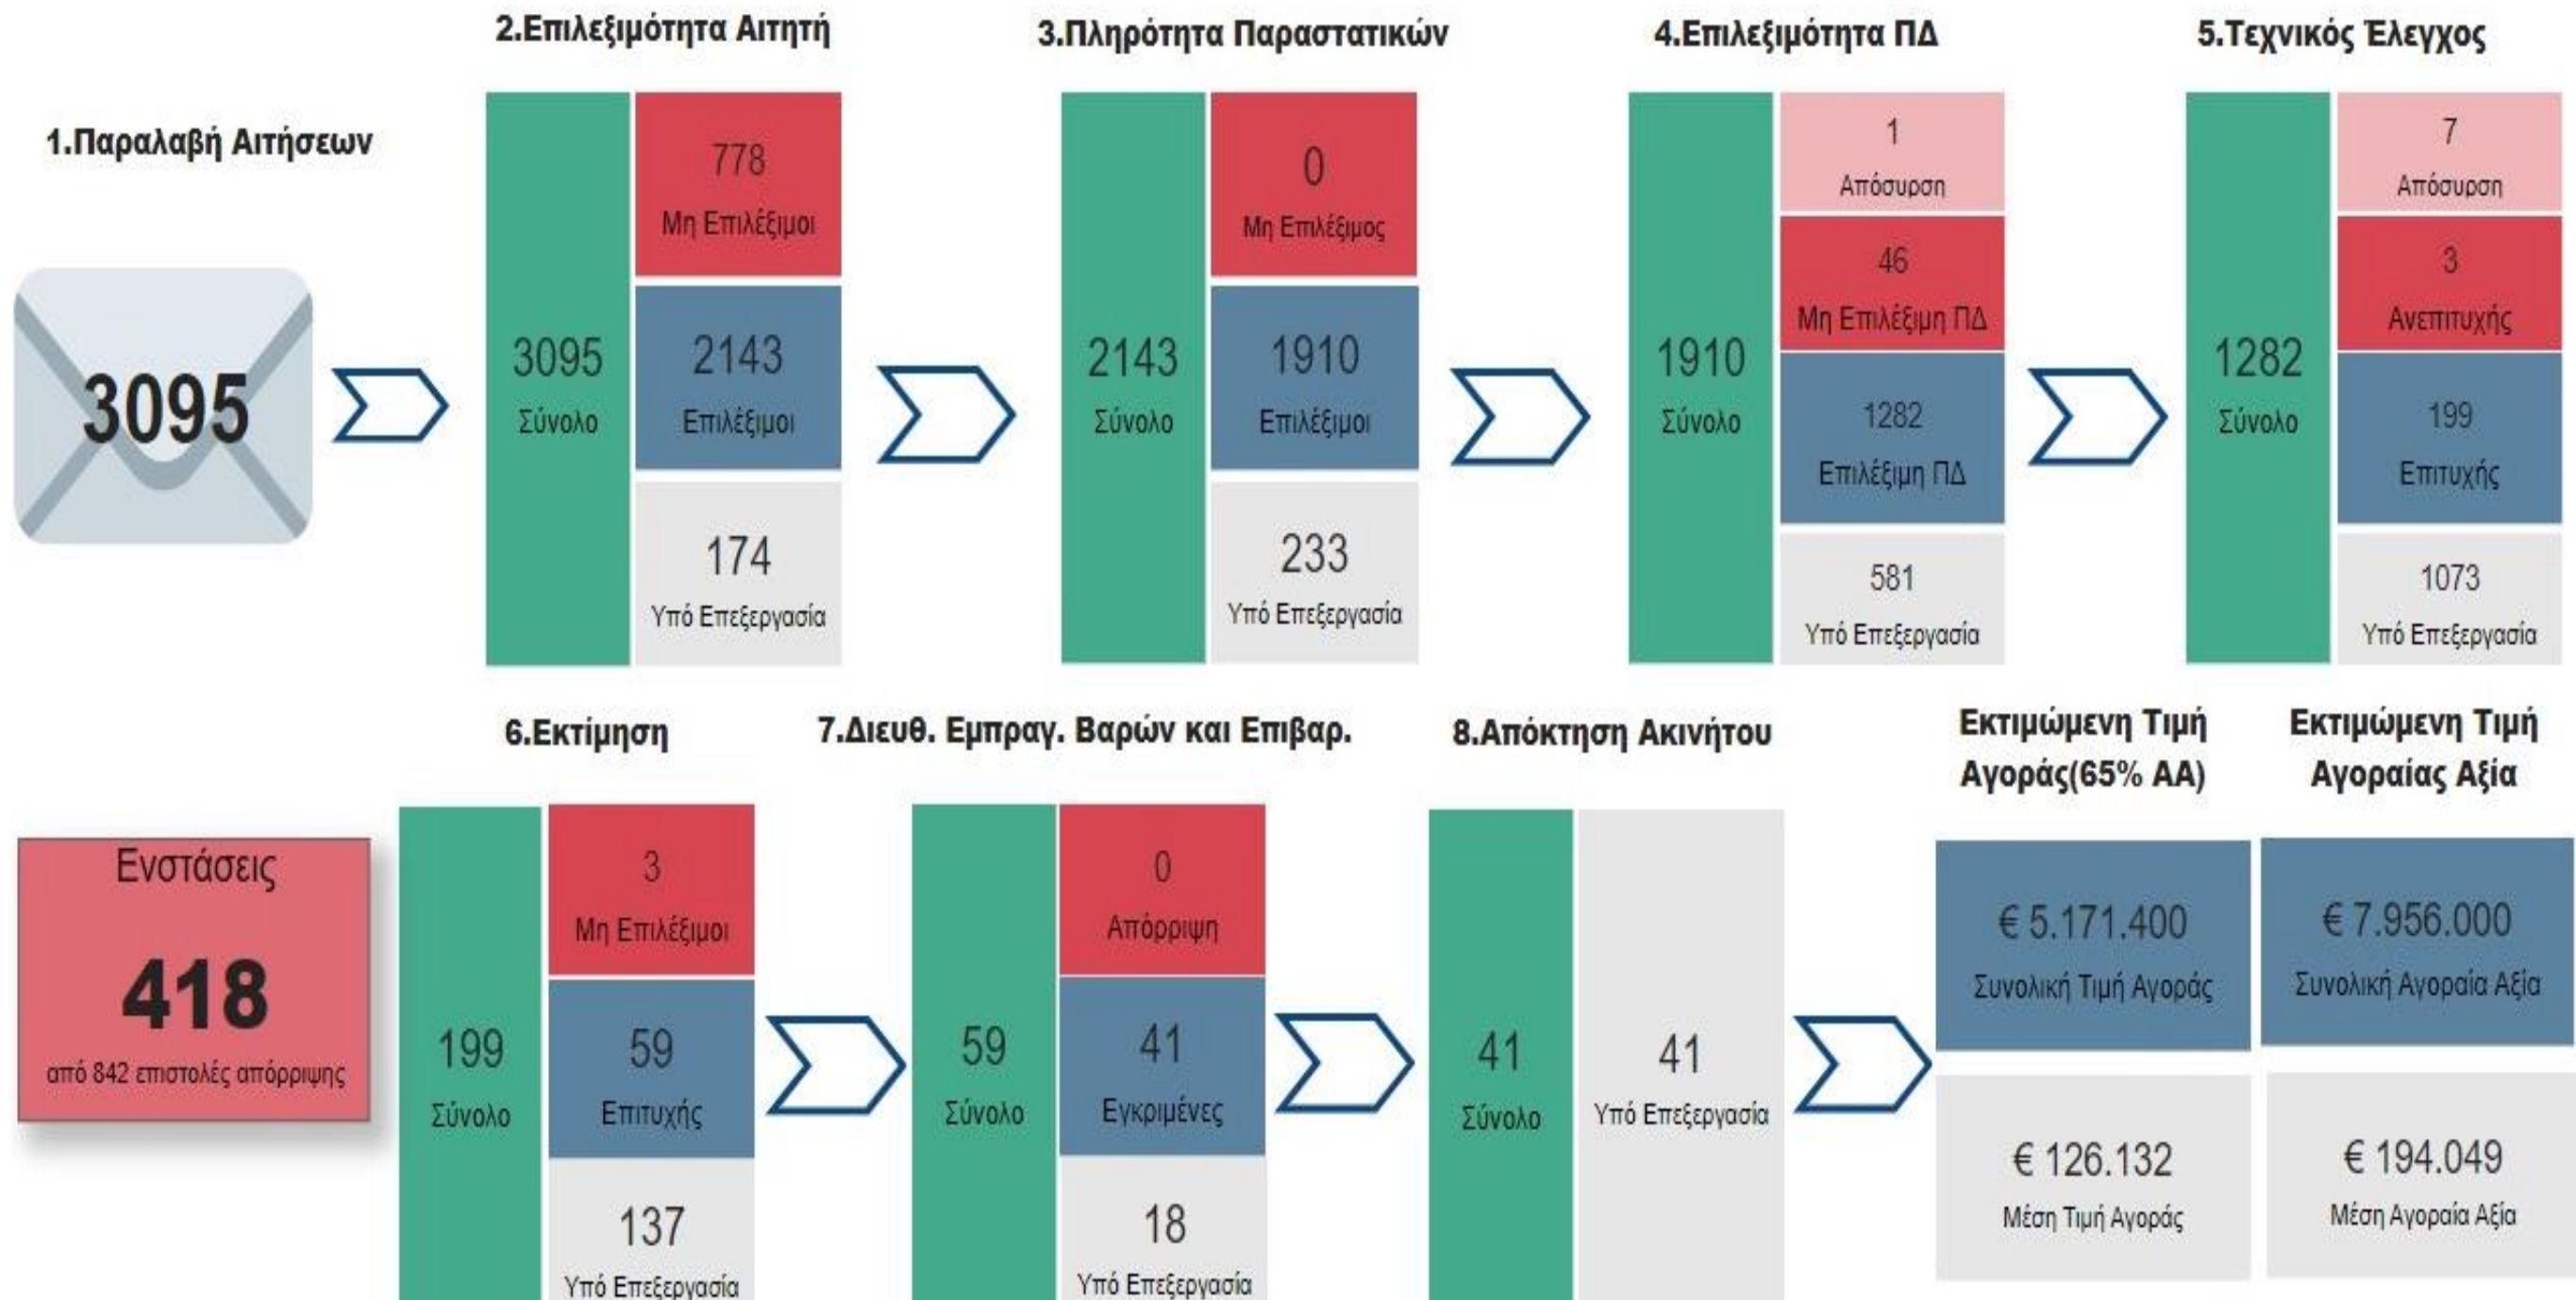 1.Παραλαβή Αιτήσεων
3095
2.Επιλεξιμότητα Αιτητή
3095
Σύνολο
778
Μη Επιλέξιμοι
2143
Επιλέξιμοι
174
Υπό Επεξεργασία
3.Πληρότητα Παραστατικών
2143
Σύνολο
0
Μη Επιλέξιμος
1910
Επιλέξιμοι
233
Υπό Επεξεργασία
4.Επιλεξιμότητα ΠΔ
1910
Σύνολο
1
Απόσυρση
46
Μη Επιλέξιμη ΠΔ
1282
Επιλέξιμη ΠΔ
581
Υπό Επεξεργασία
5.Τεχνικός Έλεγχος
1282
Σύνολο
7
Απόσυρση
3
Ανεπιτυχής
199
Επιτυχής
1073
Υπό Επεξεργασία
Ενστάσεις
418
από 842 επιστολές απόρριψης
6.Εκτίμηση
199
Σύνολο
3
Μη Επιλέξιμοι
59
Επιτυχής
137
Υπό Επεξεργασία
7.Διευθ. Εμπραγ. Βαρών και Επιβαρ.
59
Σύνολο
0
Απόρριψη
41
Εγκριμένες
18
Υπό Επεξεργασία
8.Απόκτηση Ακινήτου
41
Σύνολο
41
Υπό Επεξεργασία
Εκτιμώμενη Τιμή
Αγοράς(65% ΑΑ)
€ 5.171.400
Συνολική Τιμή Αγοράς
€ 126.132
Μέση Τιμή Αγοράς
Εκτιμώμενη Τιμή
Αγοραίας Αξία
€ 7.956.000
Συνολική Αγοραία Αξία
€ 194.049
Μέση Αγοραία Αξία